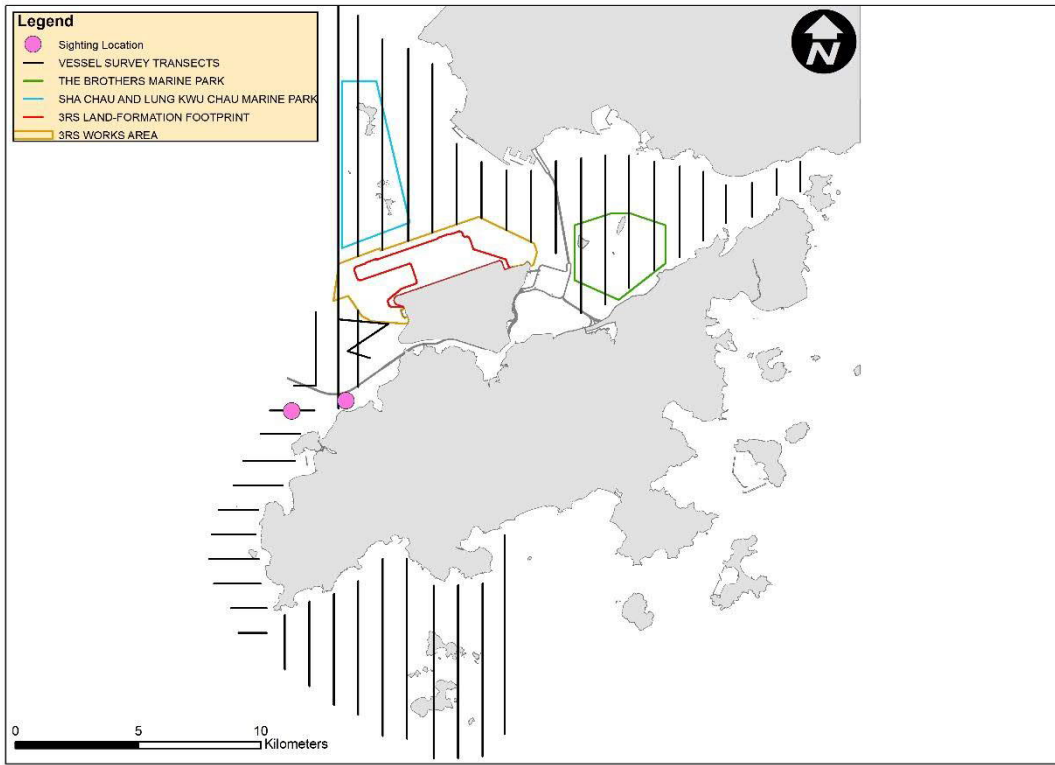 Legend
Sighting Location
VESSEL SURVEY TRANSECTS
THE BROTHERS MARINE PARK
SHA CHAU AND LUNG KWU CHAU MARINE PARK
3RS LAND-FORMATION FOOTPRINT
3RS WORKS AREA
N
0 5 10
Kilometers